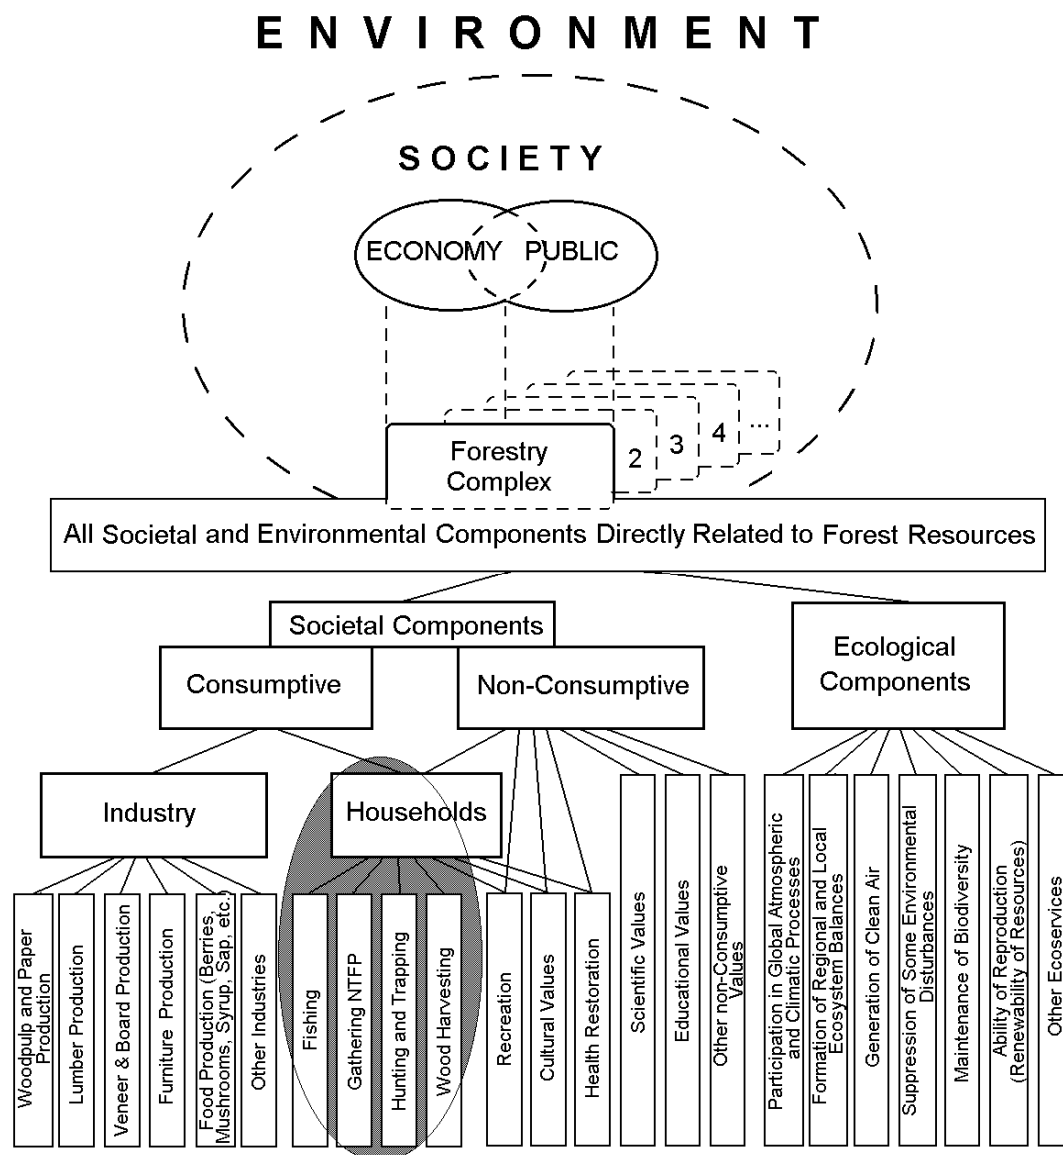 E N V I R O N M E N T
S O C I E T Y
ECONOMY PUBLIC
Forestry
Complex
2
3
4
...
All Societal and Environmental Components Directly Related to Forest Resources
Societal Components
Consumptive
Non-Consumptive
Ecological
Components
Industry
Households
Woodpulp and Paper
Production
Lumber Production
Veneer & Board Production
Furniture Production
Food Production (Berries,
Mushrooms, Syrup, Sap, etc.)
Other Industries
Fishing
Gathering NTFP
Hunting and Trapping
Wood Harvesting
Recreation
Cultural Values
Health Restoration
Scientific Values
Educational Values
Other non-Consumptive
Values
Participation in Global Atmospheric
and Climatic Processes
Formation of Regional and Local
Ecosystem Balances
Generation of Clean Air
Suppression of Some Environmental
Disturbances
Maintenance of Biodiversity
Ability of Reproduction
(Renewability of Resources)
Other Ecoservices